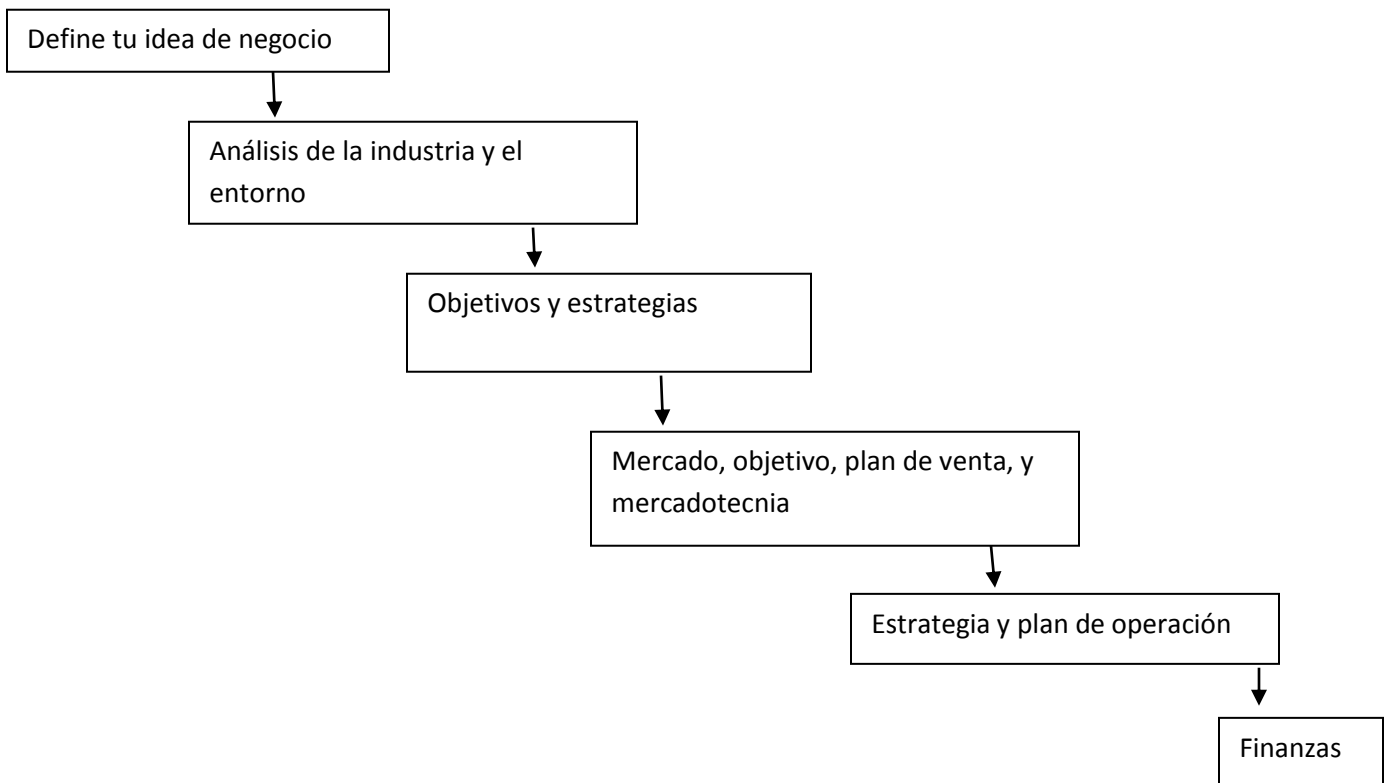 Define tu idea de negocio
Análisis de la industria y el
entorno
Objetivos y estrategias
Mercado, objetivo, plan de venta, y
mercadotecnia
Estrategia y plan de operación
Finanzas